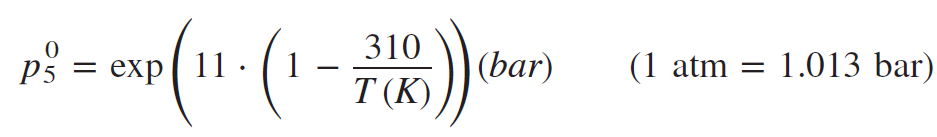 p₅⁰ = exp(11 · (1 − 310/T (K))) (bar) (1 atm = 1.013 bar)